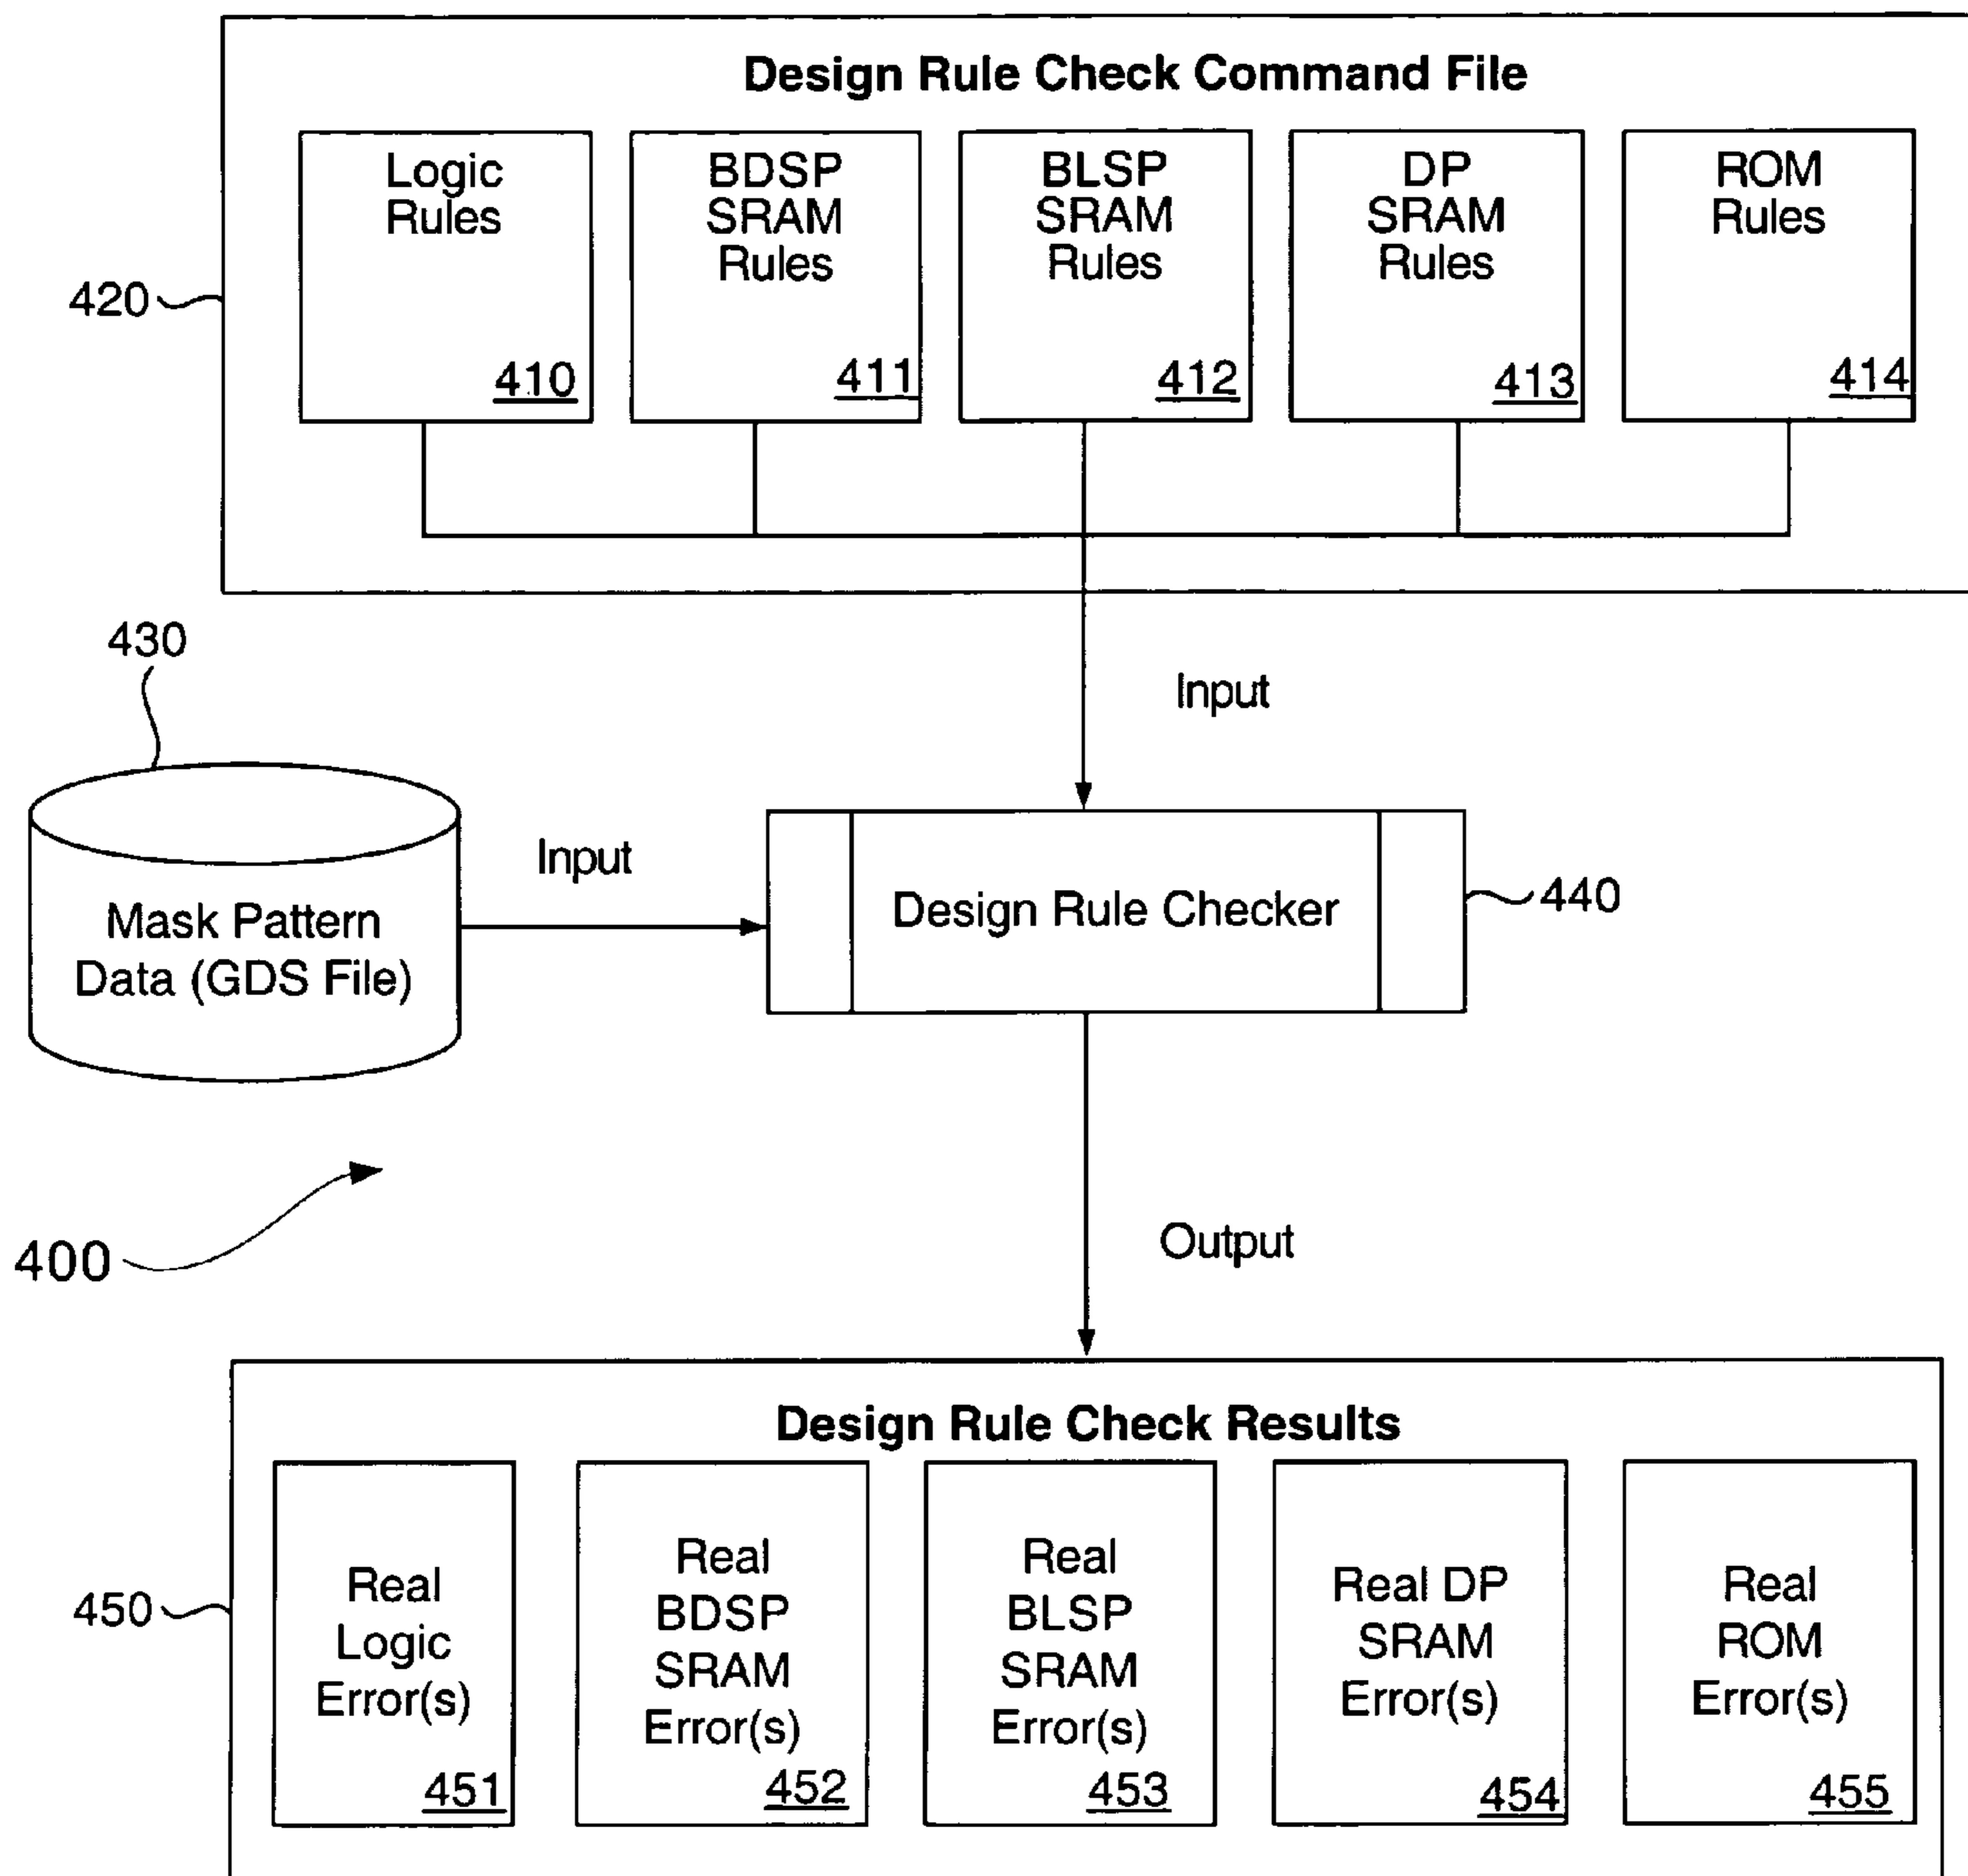 Design Rule Check Command File
Logic
Rules
410
BDSP
SRAM
Rules
411
BLSP
SRAM
Rules
412
DP
SRAM
Rules
413
ROM
Rules
414
420
Input
430
Mask Pattern
Data (GDS File)
Input
Design Rule Checker
440
400
Output
Design Rule Check Results
450
Real
Logic
Error(s)
451
Real
BDSP
SRAM
Error(s)
452
Real
BLSP
SRAM
Error(s)
453
Real DP
SRAM
Error(s)
454
Real
ROM
Error(s)
455